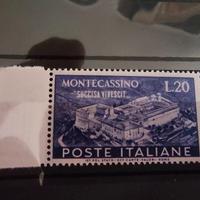 MONTECASSINO L.20
"SUCCISA VIRESCIT"
POSTE ITALIANE